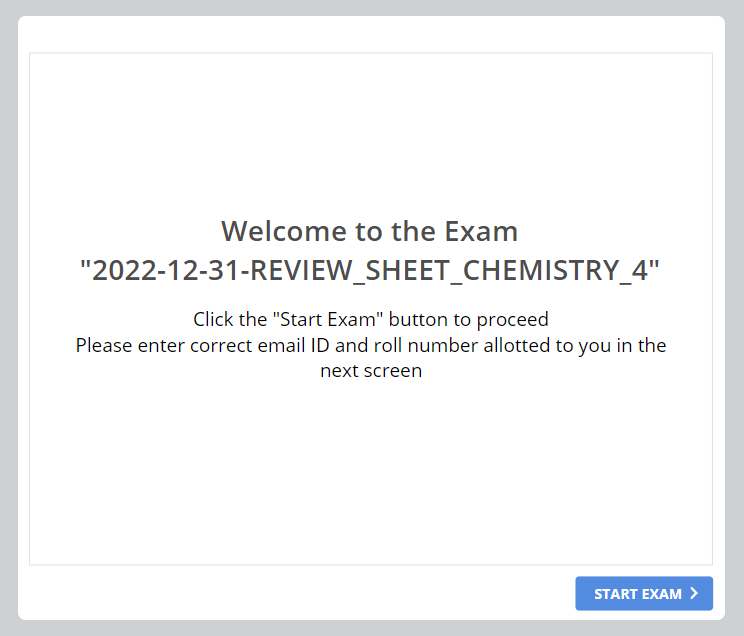 Welcome to the Exam
"2022-12-31-REVIEW_SHEET_CHEMISTRY_4"
Click the "Start Exam" button to proceed
Please enter correct email ID and roll number allotted to you in the
next screen
START EXAM